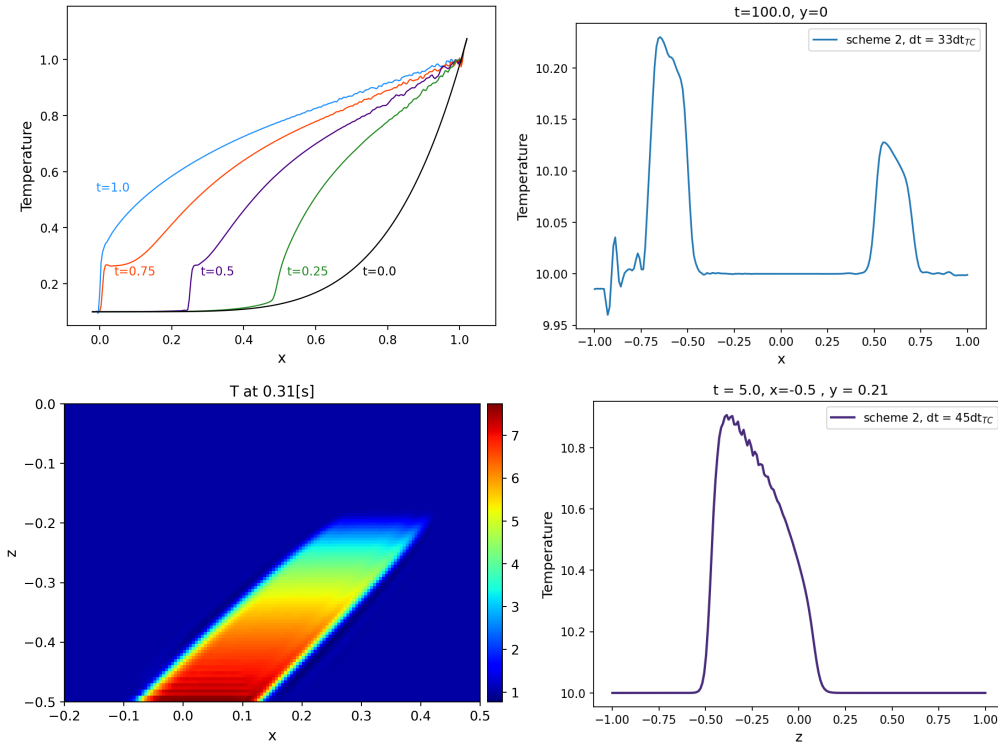 1.0
0.8
0.6
0.4
0.2
Temperature
t=1.0
t=0.75
t=0.5
t=0.25
t=0.0
0.0 0.2 0.4 0.6 0.8 1.0
x
t=100.0, y=0
scheme 2, dt = 33dt_TC
10.20
10.15
10.10
10.05
10.00
9.95
Temperature
−1.00 −0.75 −0.50 −0.25 0.00 0.25 0.50 0.75 1.00
x
T at 0.31[s]
0.0
−0.1
−0.2
−0.3
−0.4
−0.5
z
−0.2 −0.1 0.0 0.1 0.2 0.3 0.4 0.5
x
7
6
5
4
3
2
1
t = 5.0, x=-0.5 , y = 0.21
scheme 2, dt = 45dt_TC
10.8
10.6
10.4
10.2
10.0
Temperature
−1.00 −0.75 −0.50 −0.25 0.00 0.25 0.50 0.75 1.00
z